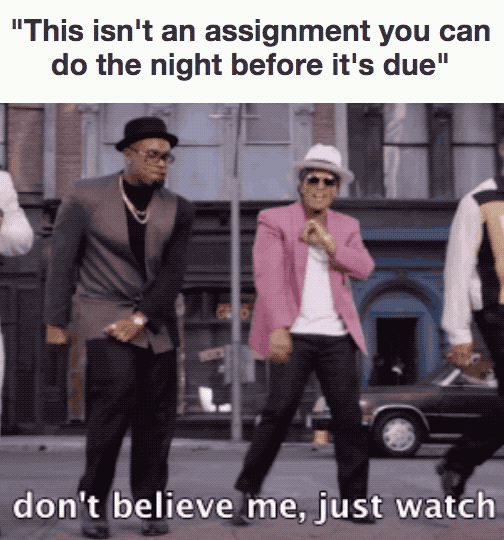 "This isn't an assignment you can
do the night before it's due"
don't believe me, just watch